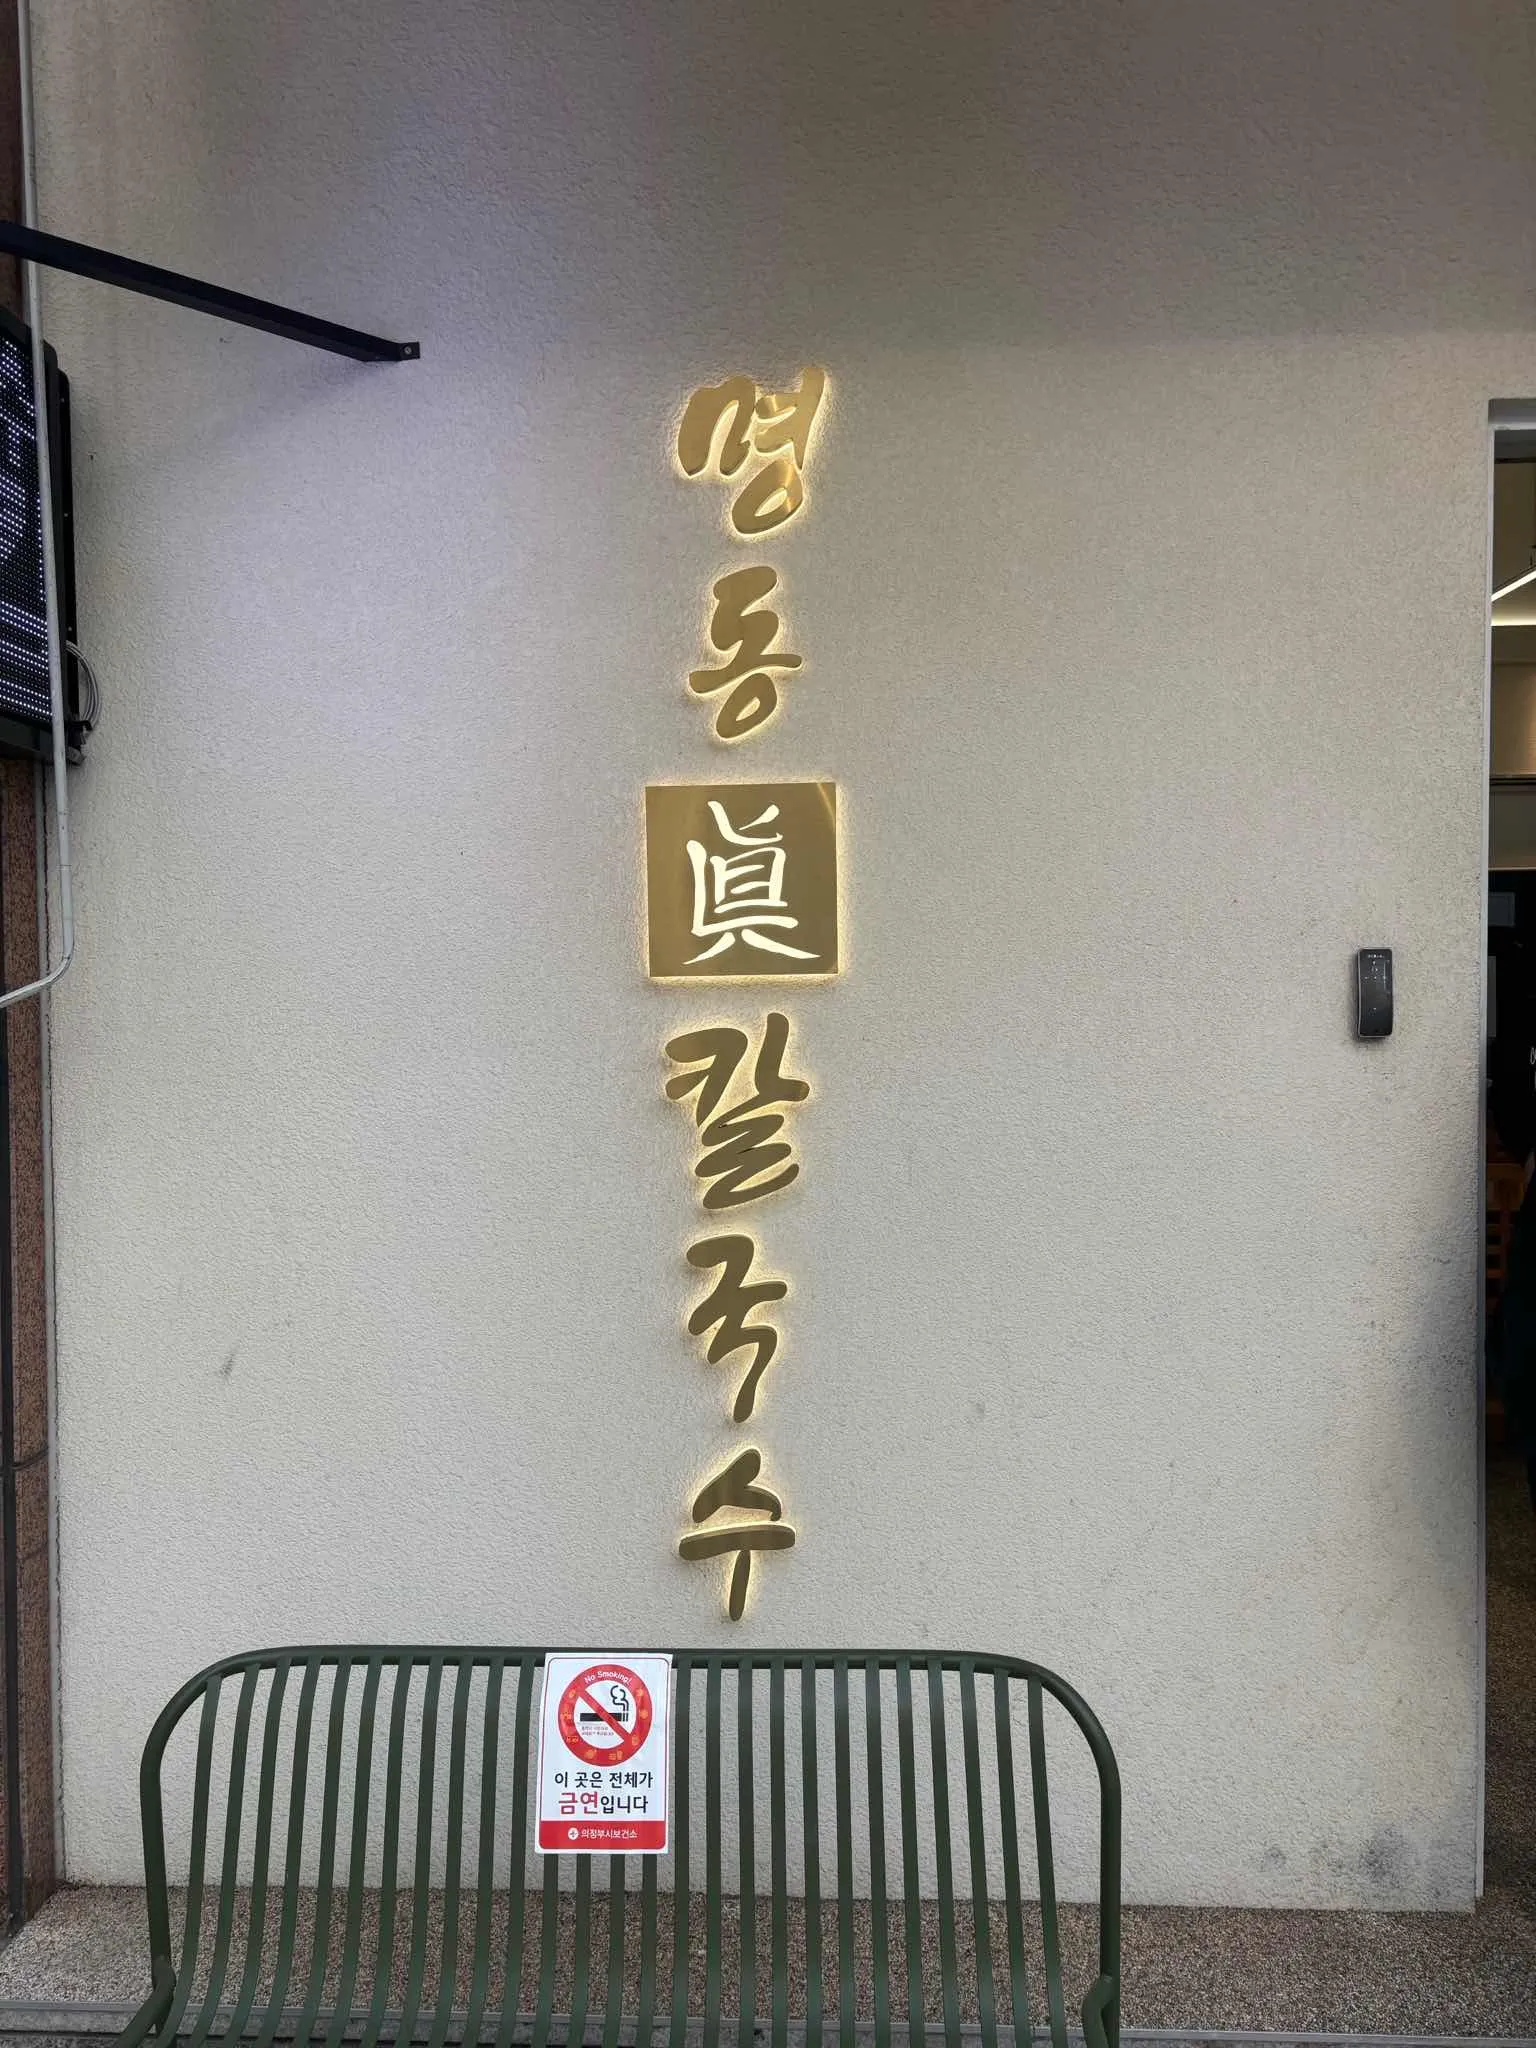 명동眞칼국수
No Smoking!
이 곳은 전체가
금연입니다
의정부시보건소